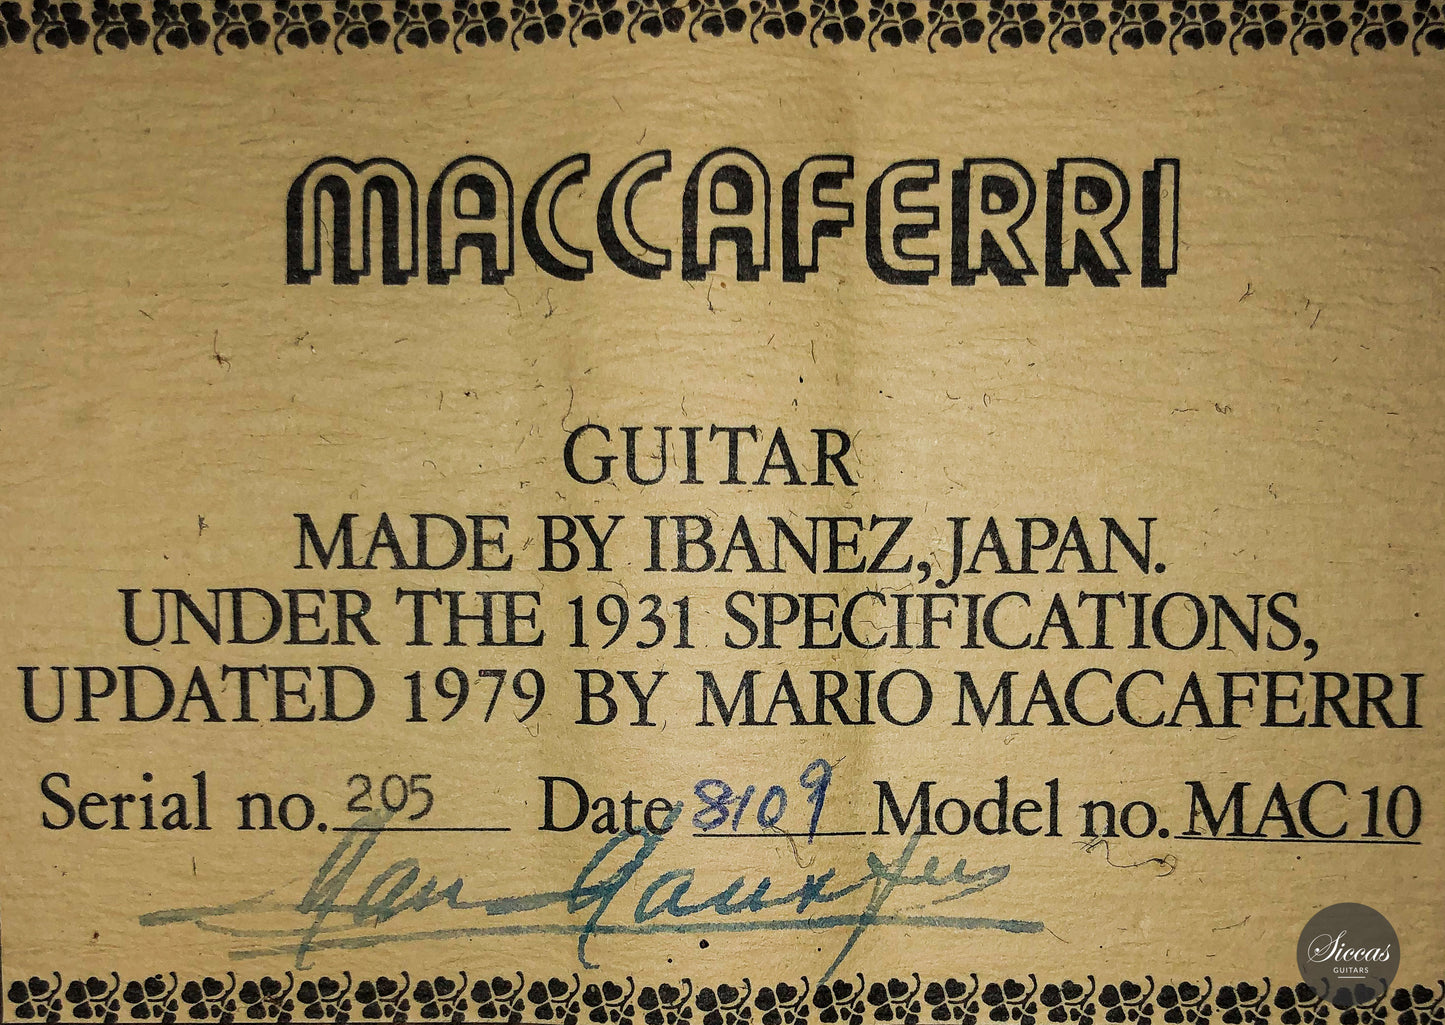 MACCAFERRI
GUITAR
MADE BY IBANEZ, JAPAN.
UNDER THE 1931 SPECIFICATIONS,
UPDATED 1979 BY MARIO MACCAFERRI
Serial no. 205 Date 8109 Model no. MAC 10
Siccas
GUITARS